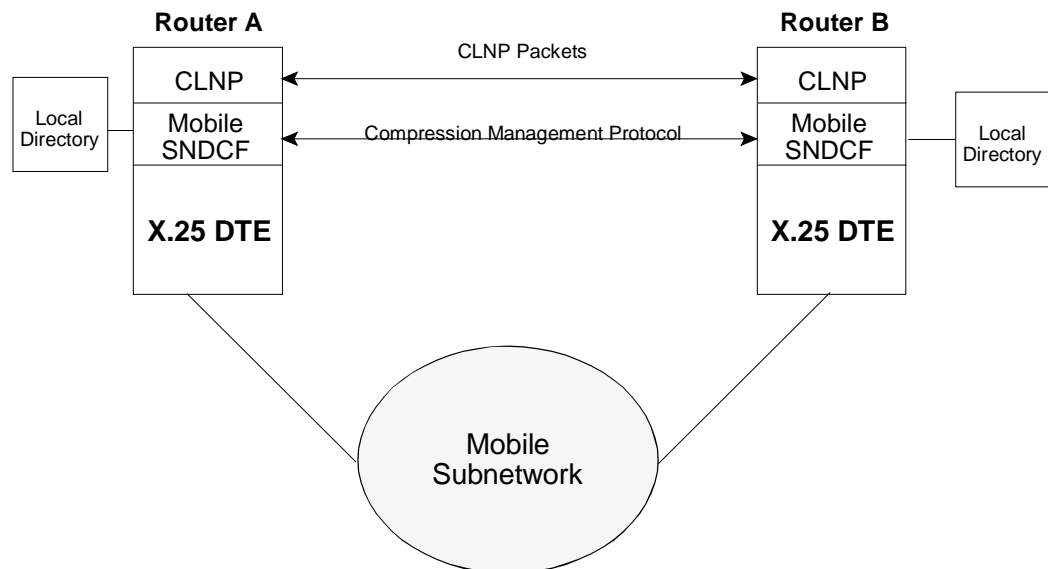 Router A
Router B
CLNP Packets
CLNP
CLNP
Local
Directory
Mobile
SNDCF
Compression Management Protocol
Mobile
SNDCF
Local
Directory
X.25 DTE
X.25 DTE
Mobile
Subnetwork